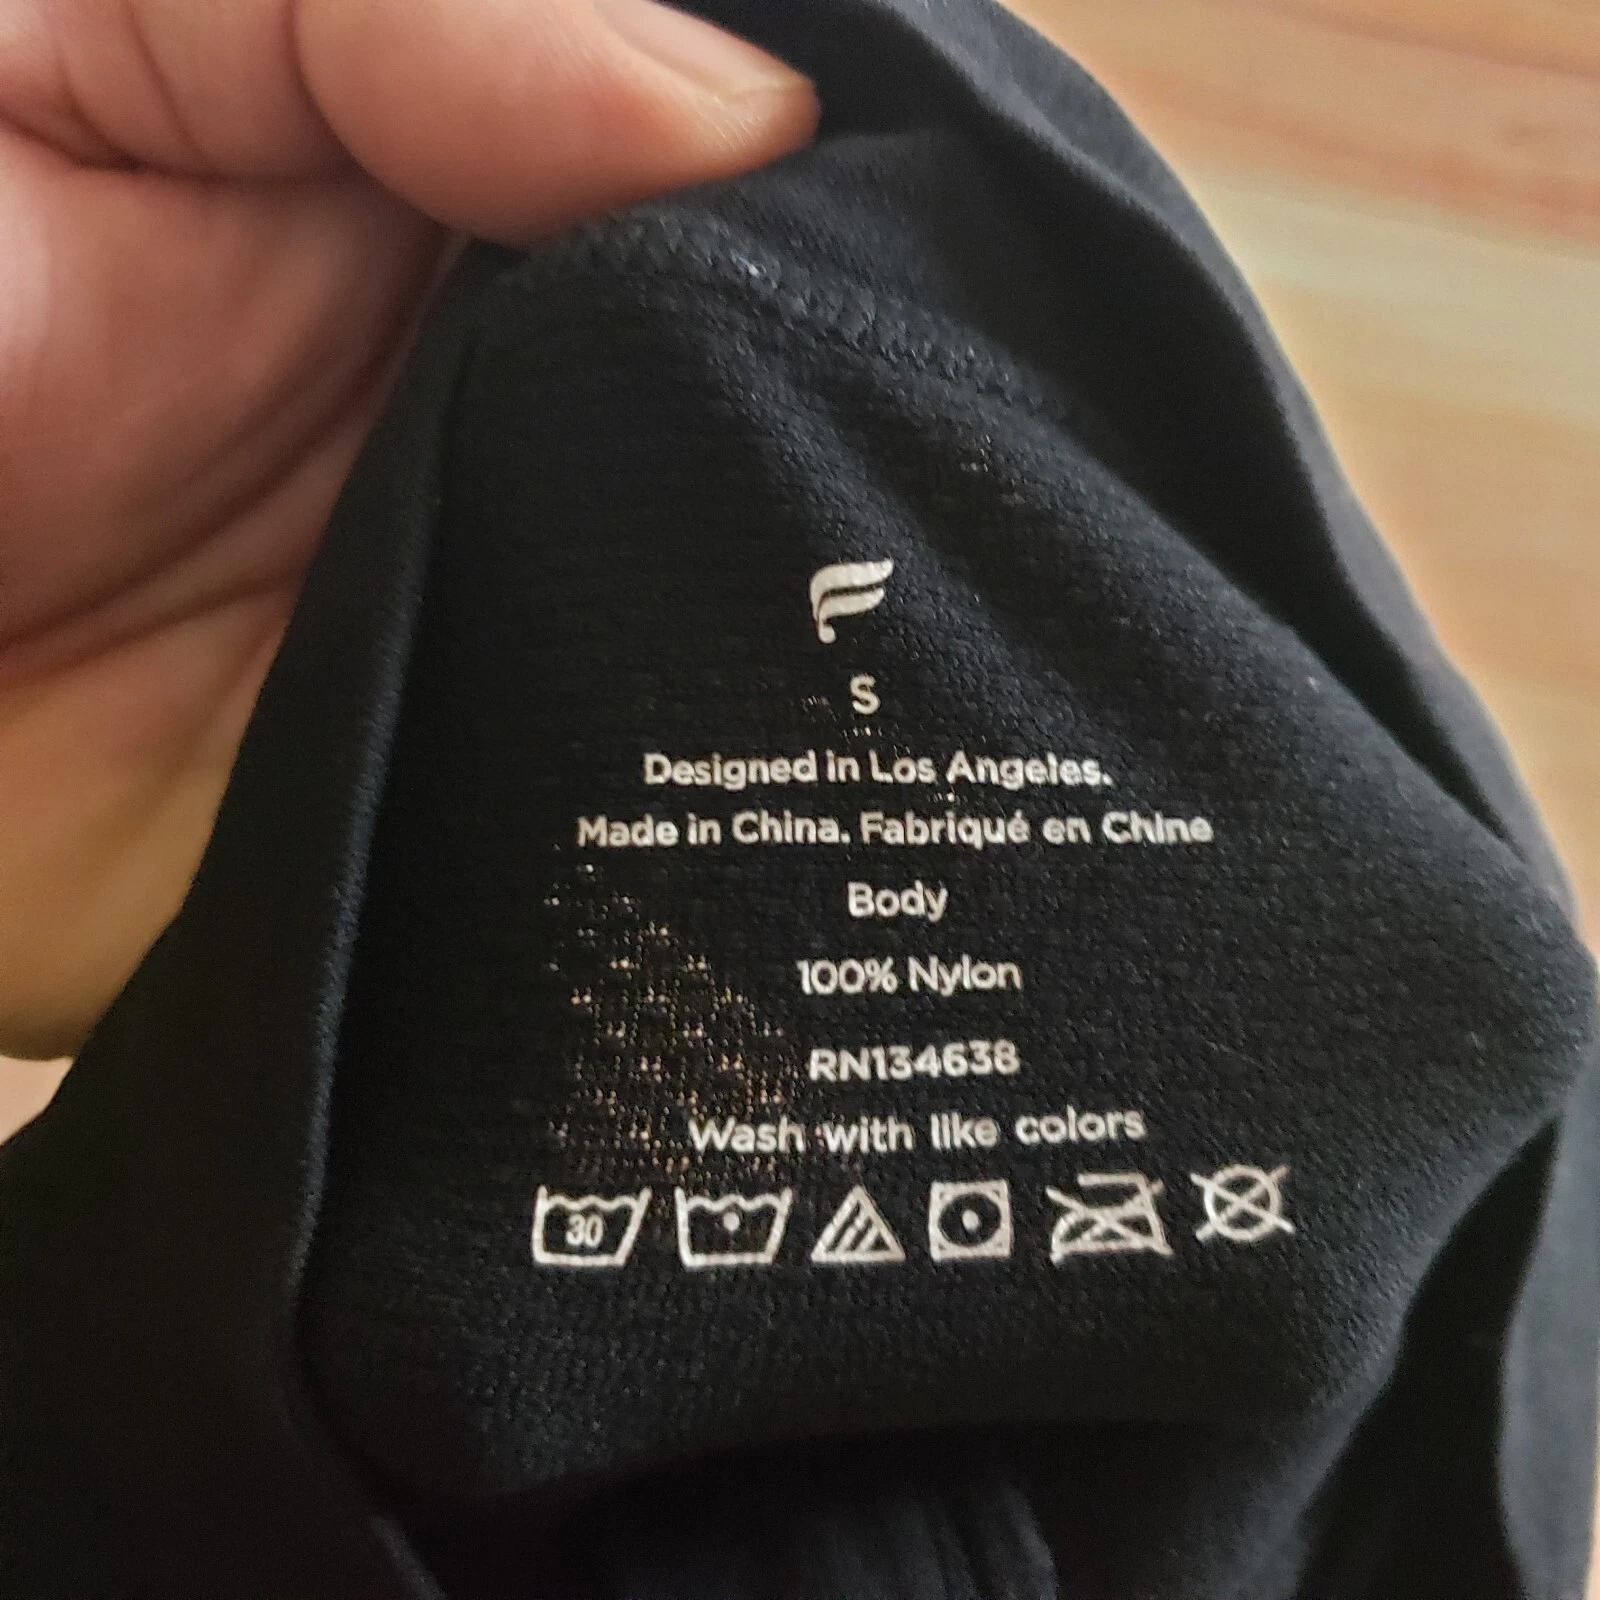 S
Designed in Los Angeles.
Made in China. Fabriqué en Chine
Body
100% Nylon
RN134638
Wash with like colors
30